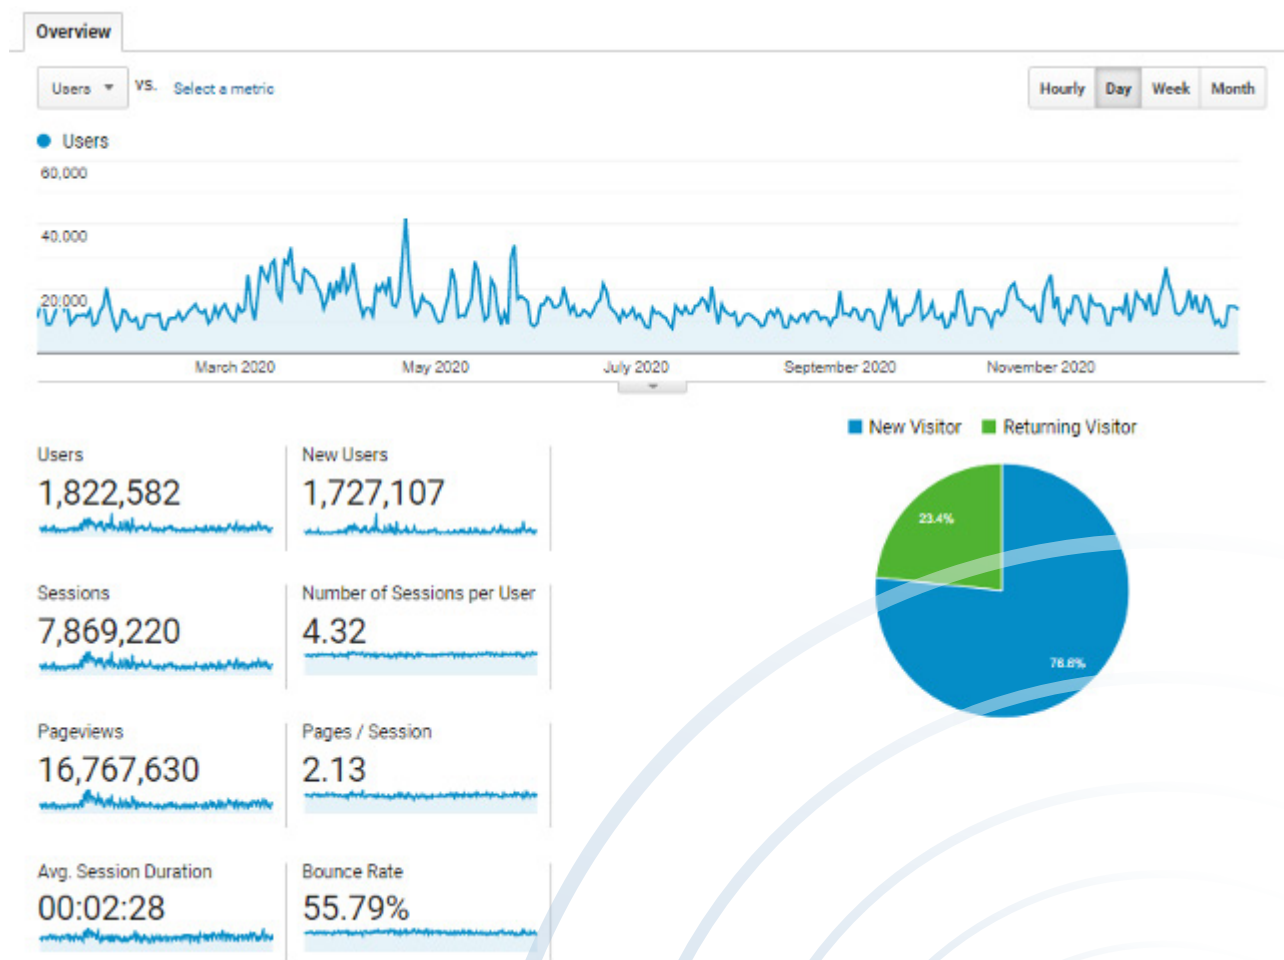 Overview
Users vs. Select a metric Hourly Day Week Month
Users
60,000
40,000
20,000
March 2020 May 2020 July 2020 September 2020 November 2020
New Visitor Returning Visitor
Users New Users
1,822,582 1,727,107
23.4%
Sessions Number of Sessions per User
7,869,220 4.32
76.6%
Pageviews Pages / Session
16,767,630 2.13
Avg. Session Duration Bounce Rate
00:02:28 55.79%